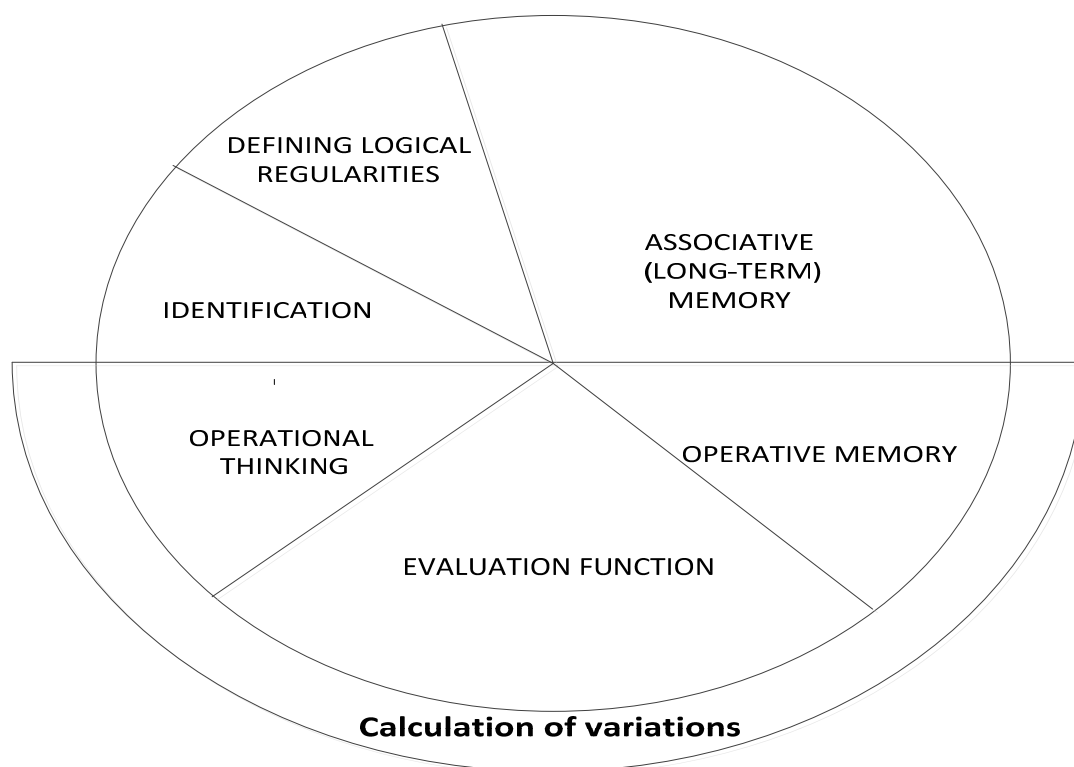 DEFINING LOGICAL
REGULARITIES
ASSOCIATIVE
(LONG-TERM)
MEMORY
IDENTIFICATION
OPERATIONAL
THINKING
OPERATIVE MEMORY
EVALUATION FUNCTION
Calculation of variations